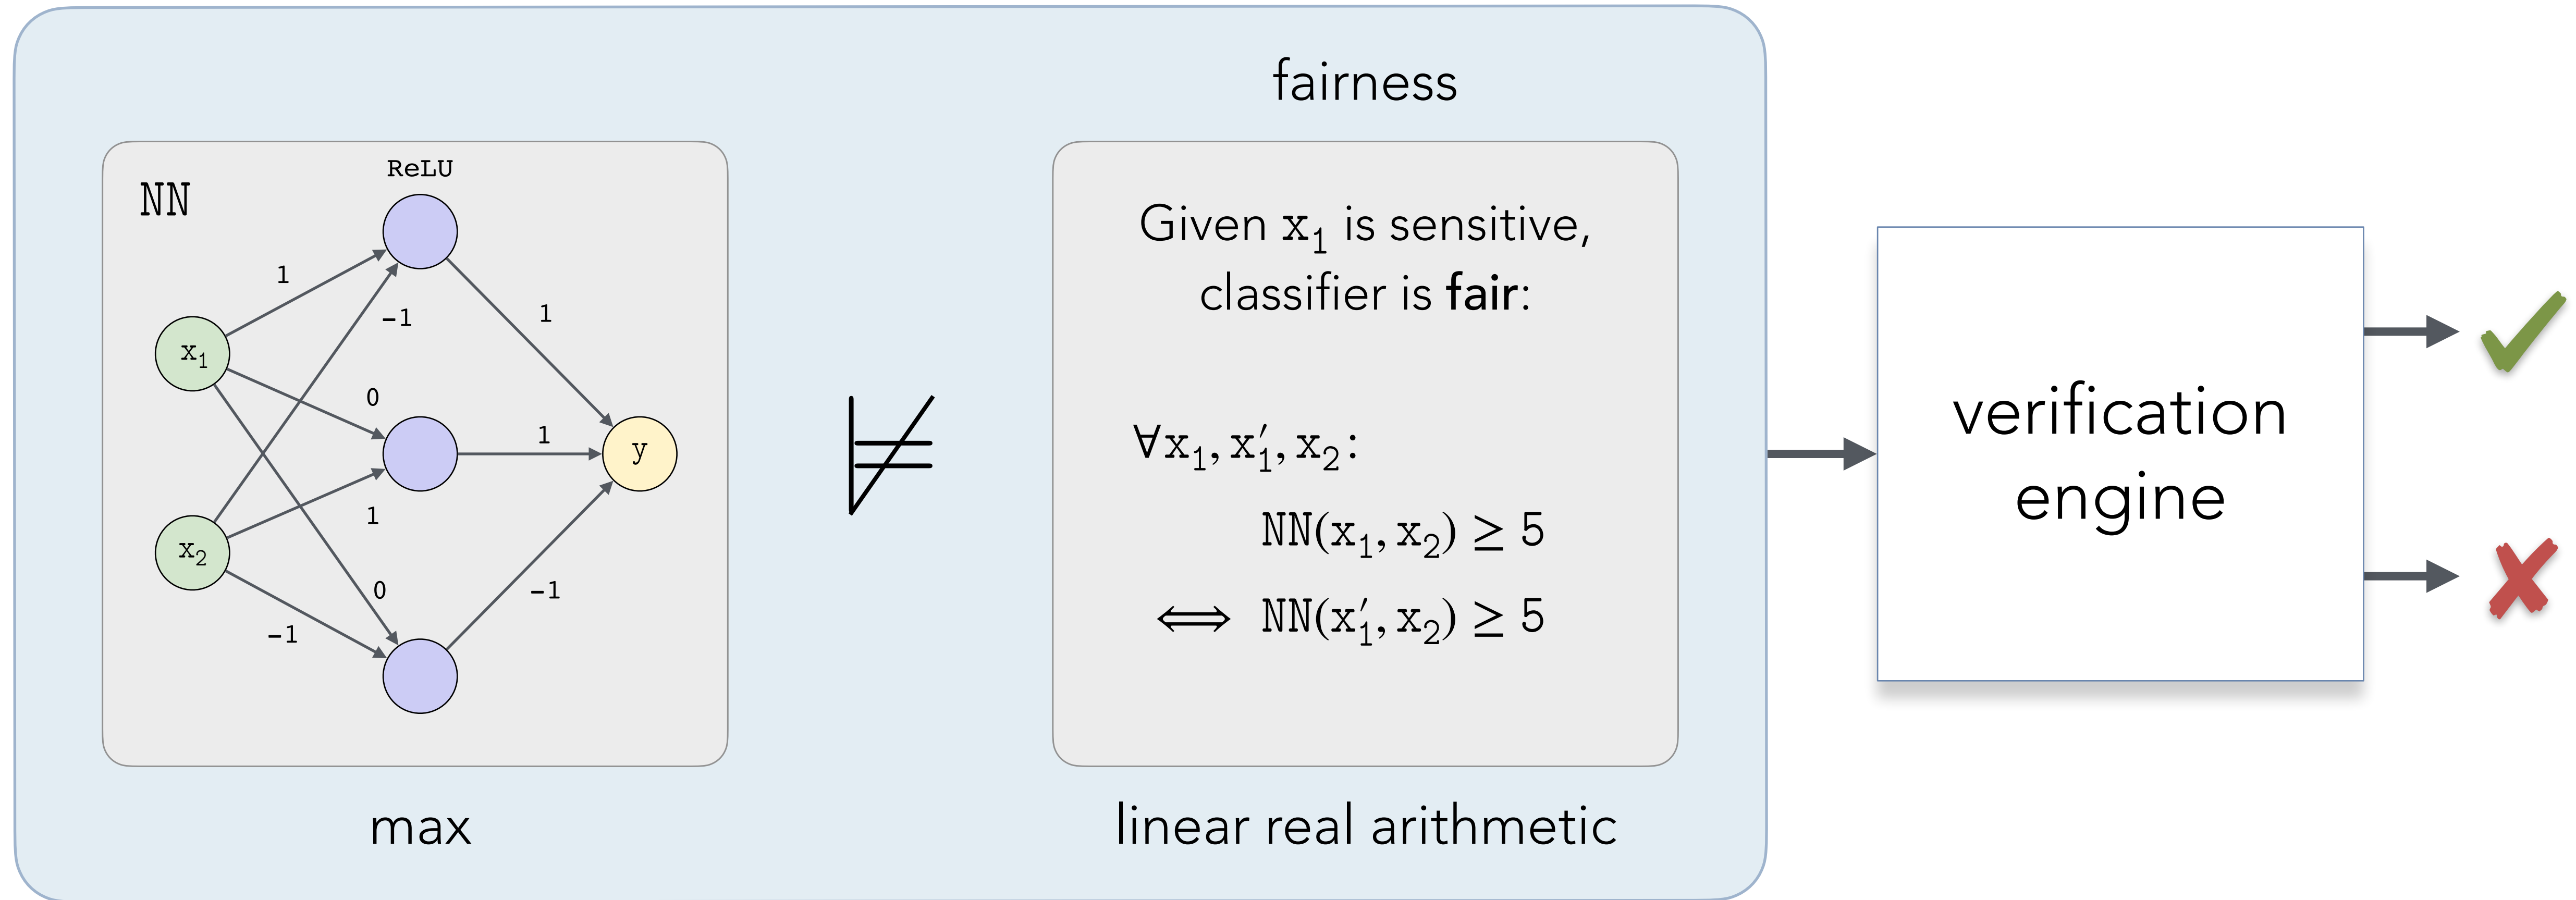 fairness
NN
ReLU
1
-1
1
x₁
0
1
y
1
x₂
0
-1
-1
max
⊭
Given x₁ is sensitive,
classifier is fair:
∀x₁, x₁′, x₂:
NN(x₁, x₂) ≥ 5
⟺ NN(x₁′, x₂) ≥ 5
linear real arithmetic
verification
engine